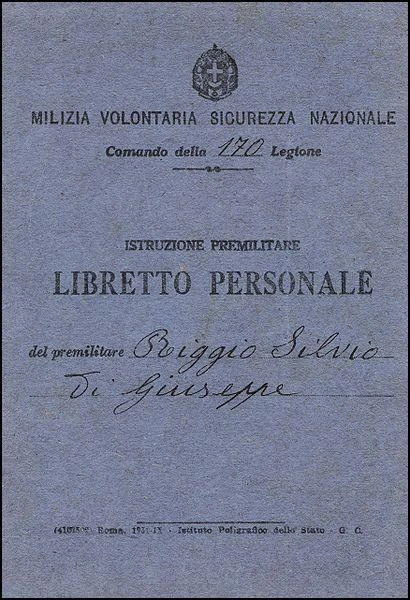 MILIZIA VOLONTARIA SICUREZZA NAZIONALE
Comando della 170 Legione
ISTRUZIONE PREMILITARE
LIBRETTO PERSONALE
del premilitare Riggio Silvio
di Giuseppe
Roma, 1931-IX - Istituto Poligrafico dello Stato - G. C.